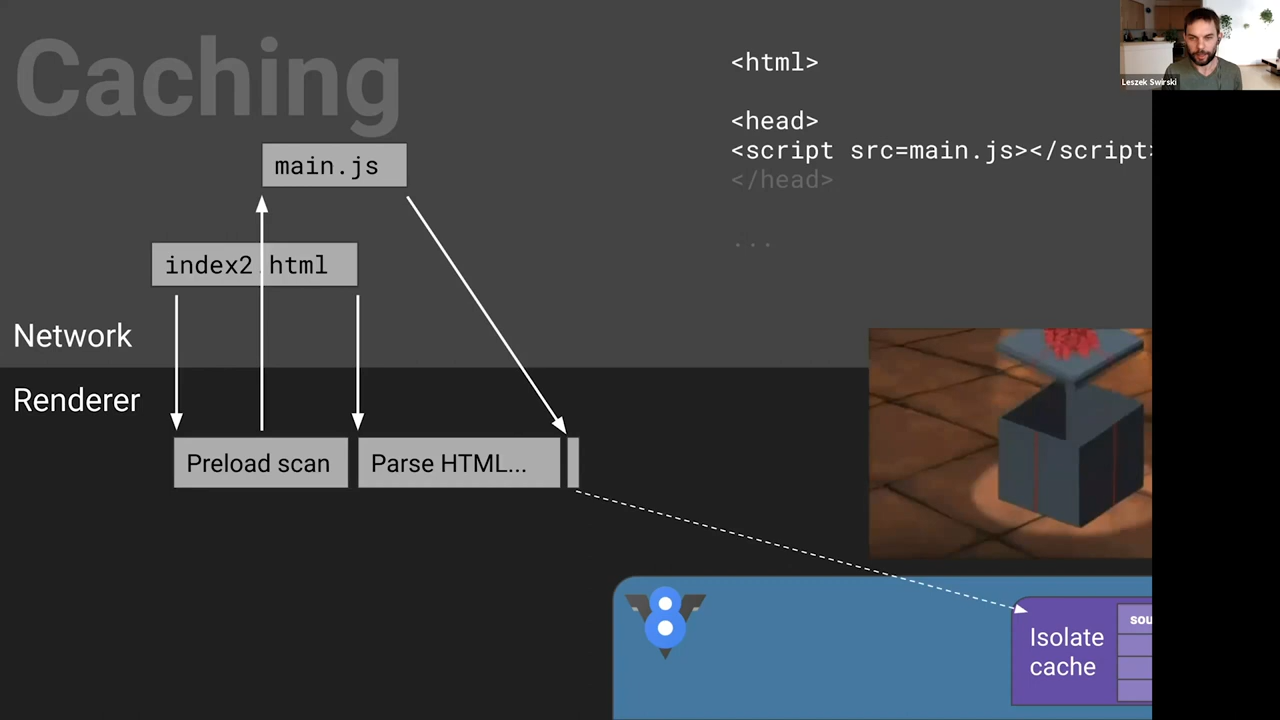 Caching
<html>
Leszek Swirski
<head>
<script src=main.js></script>
</head>
main.js
...
index2.html
Network
Renderer
Preload scan
Parse HTML...
Isolate
cache
sou